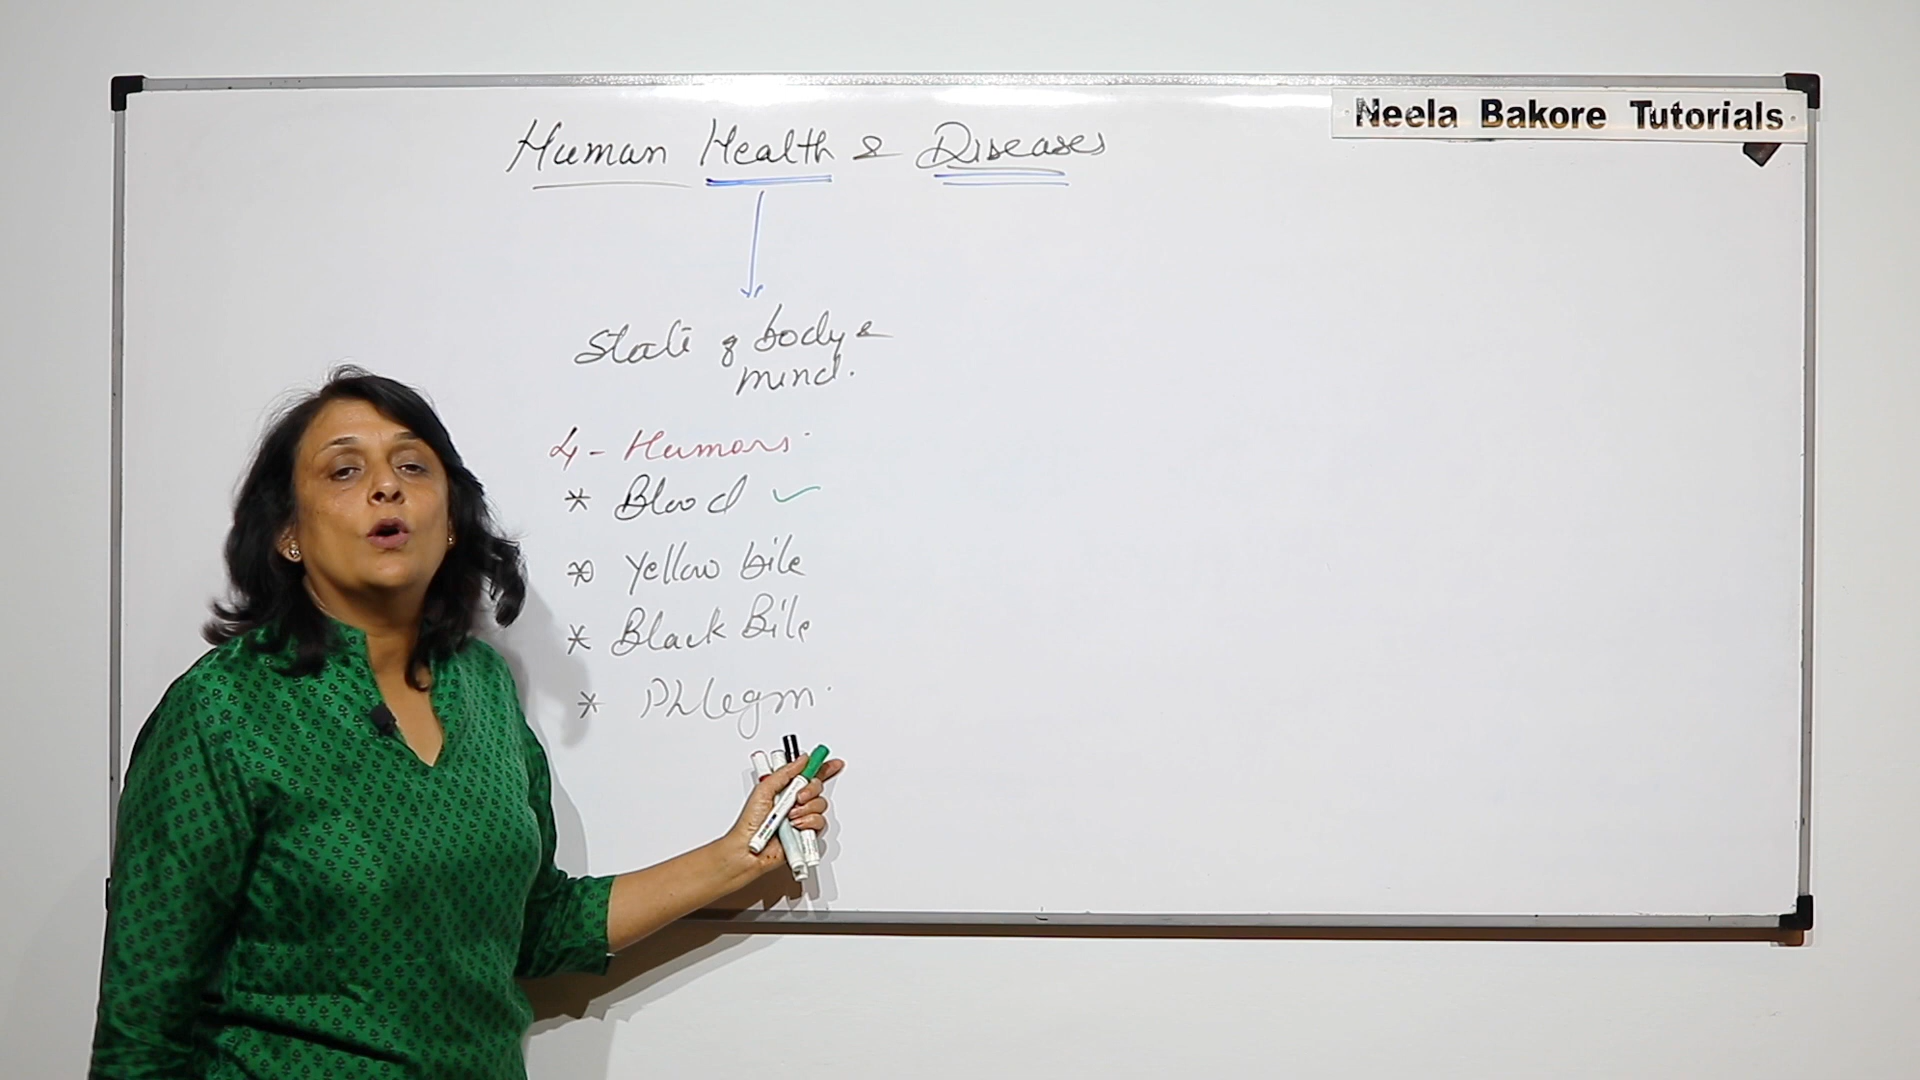 Neela Bakore Tutorials
Human Health & Diseases
State of body &
mind.
4 - Humors.
* Blood ✓
* Yellow bile
* Black Bile
* Phlegm.